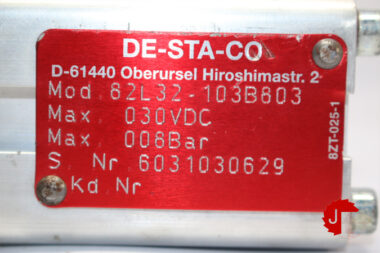 DE-STA-CO
D-61440 Oberursel Hiroshimastr. 2
Mod 82L32-103B803
Max. 030VDC
Max. 008Bar
S Nr 6031030629
Kd Nr
8ZT-025-1
J